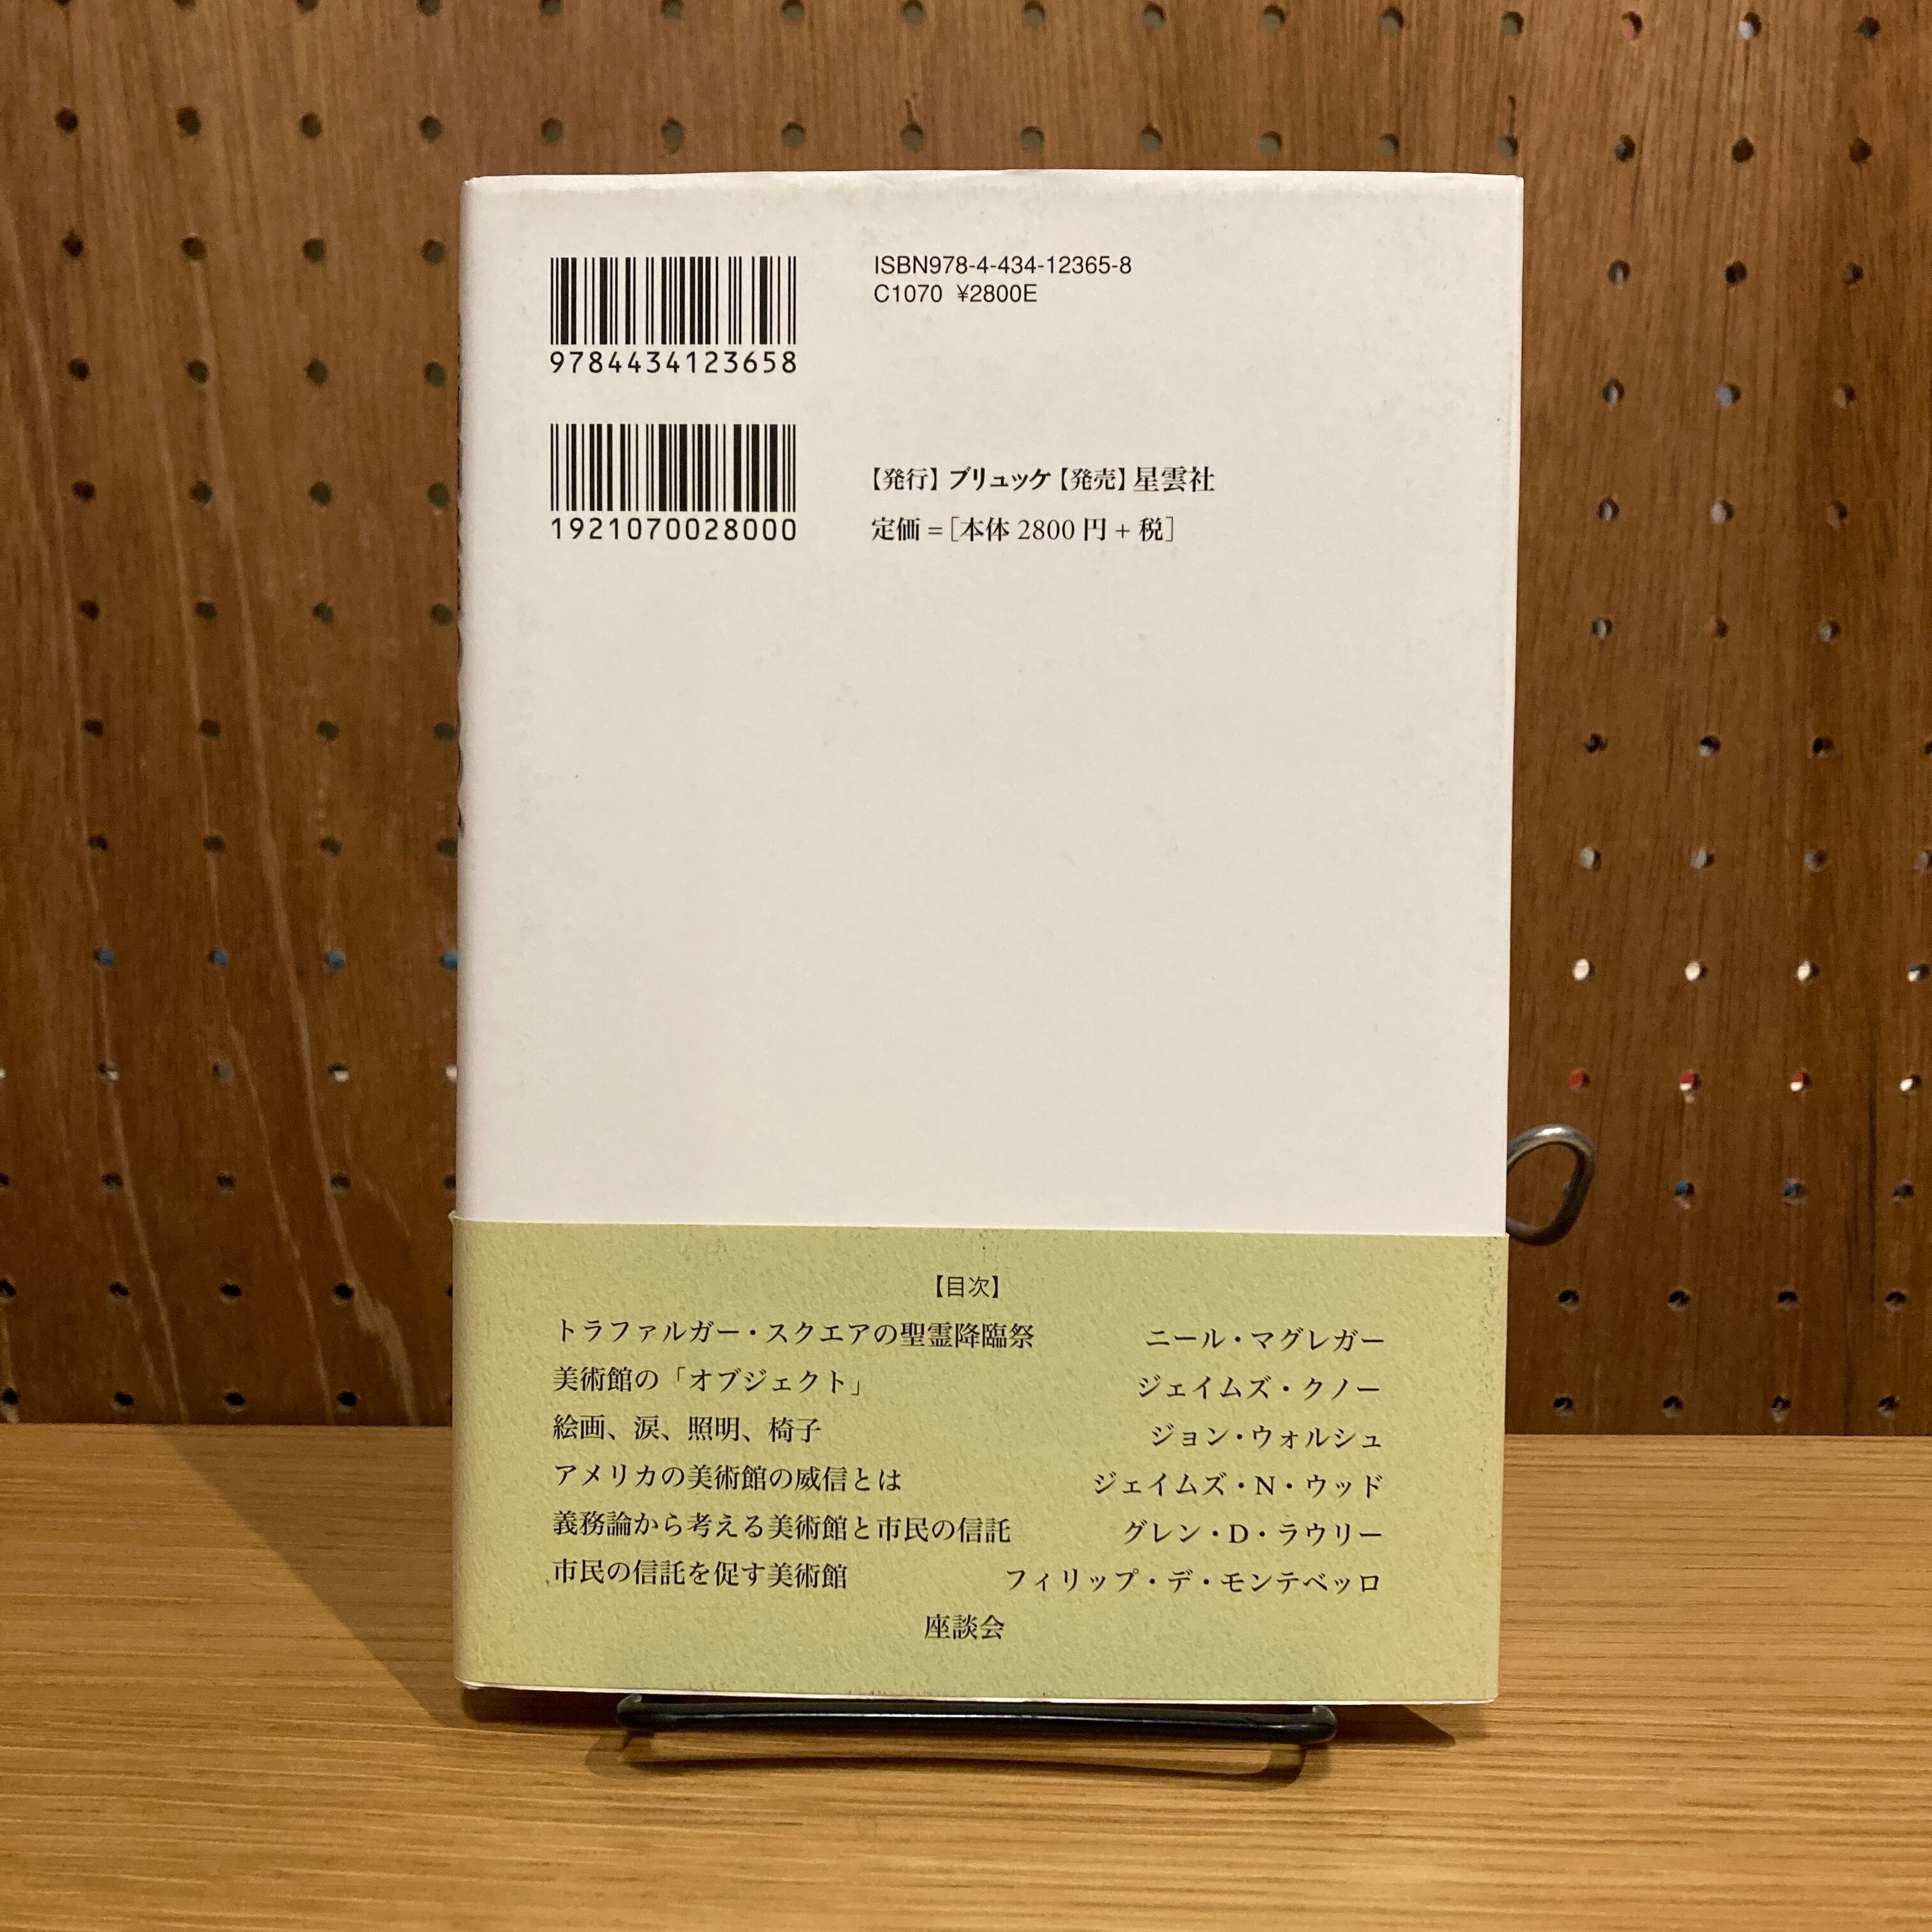 9784434123658
ISBN978-4-434-12365-8
C1070 ¥2800E
1921070028000
【発行】ブリュッケ【発売】星雲社
定価=[本体 2800 円 + 税]
【目次】
トラファルガー・スクエアの聖霊降臨祭 ニール・マグレガー
美術館の「オブジェクト」 ジェイムズ・クノー
絵画、涙、照明、椅子 ジョン・ウォルシュ
アメリカの美術館の威信とは ジェイムズ・N・ウッド
義務論から考える美術館と市民の信託 グレン・D・ラウリー
市民の信託を促す美術館 フィリップ・デ・モンテベッロ
座談会